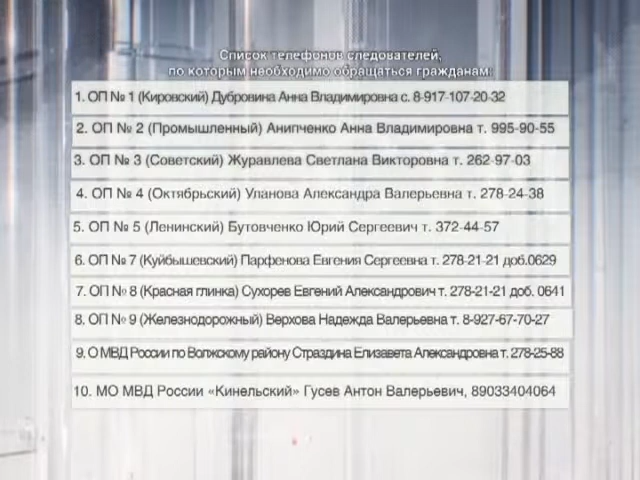 Список телефонов следователей,
по которым необходимо обращаться гражданам:
1. ОП № 1 (Кировский) Дубровина Анна Владимировна с. 8-917-107-20-32
2. ОП № 2 (Промышленный) Анипченко Анна Владимировна т. 995-90-55
3. ОП № 3 (Советский) Журавлева Светлана Викторовна т. 262-97-03
4. ОП № 4 (Октябрьский) Уланова Александра Валерьевна т. 278-24-38
5. ОП № 5 (Ленинский) Бутовченко Юрий Сергеевич т. 372-44-57
6. ОП № 7 (Куйбышевский) Парфенова Евгения Сергеевна т. 278-21-21 доб.0629
7. ОП № 8 (Красная глинка) Сухорев Евгений Александрович т. 278-21-21 доб. 0641
8. ОП № 9 (Железнодорожный) Верхова Надежда Валерьевна т. 8-927-67-70-27
9. О МВД России по Волжскому району Страздина Елизавета Александровна т. 278-25-88
10. МО МВД России «Кинельский» Гусев Антон Валерьевич, 89033404064